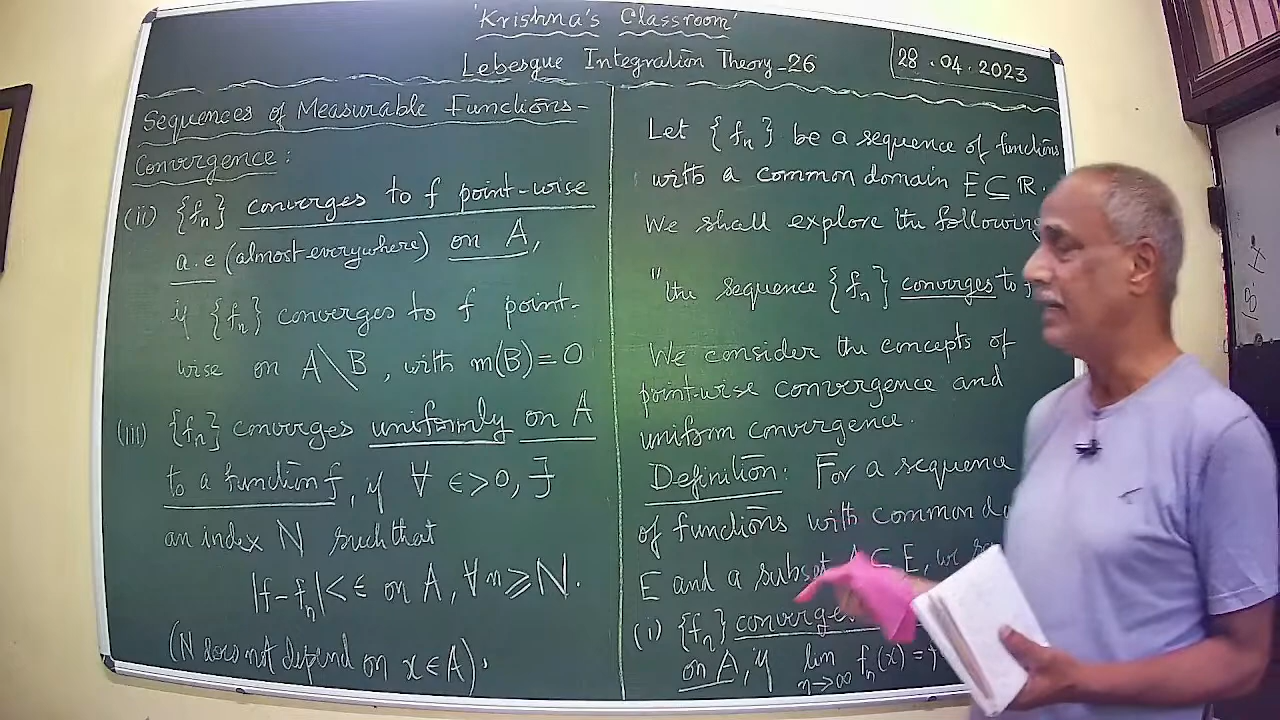 'Krishna's Classroom'
Lebesgue Integration Theory-26
28.04.2023
Sequences of Measurable Functions-
Convergence:
(ii) {fₙ} converges to f point-wise
a.e (almost everywhere) on A,
if {fₙ} converges to f point-
wise on A\B, with m(B)=0
(iii) {fₙ} converges uniformly on A
to a function f, if ∀ ϵ>0, ∃
an index N such that
|f-fₙ|<ϵ on A, ∀n≥N.
(N does not depend on x∈A).
Let {fₙ} be a sequence of functions
with a common domain E⊆ℝ.
We shall explore the following
"the sequence {fₙ} converges to f
We consider the concepts of
point-wise convergence and
uniform convergence.
Definition: For a sequence
of functions with common
E and a subset A⊆E, we
(i) {fₙ} converge
on A, if lim n→∞ fₙ(x) =